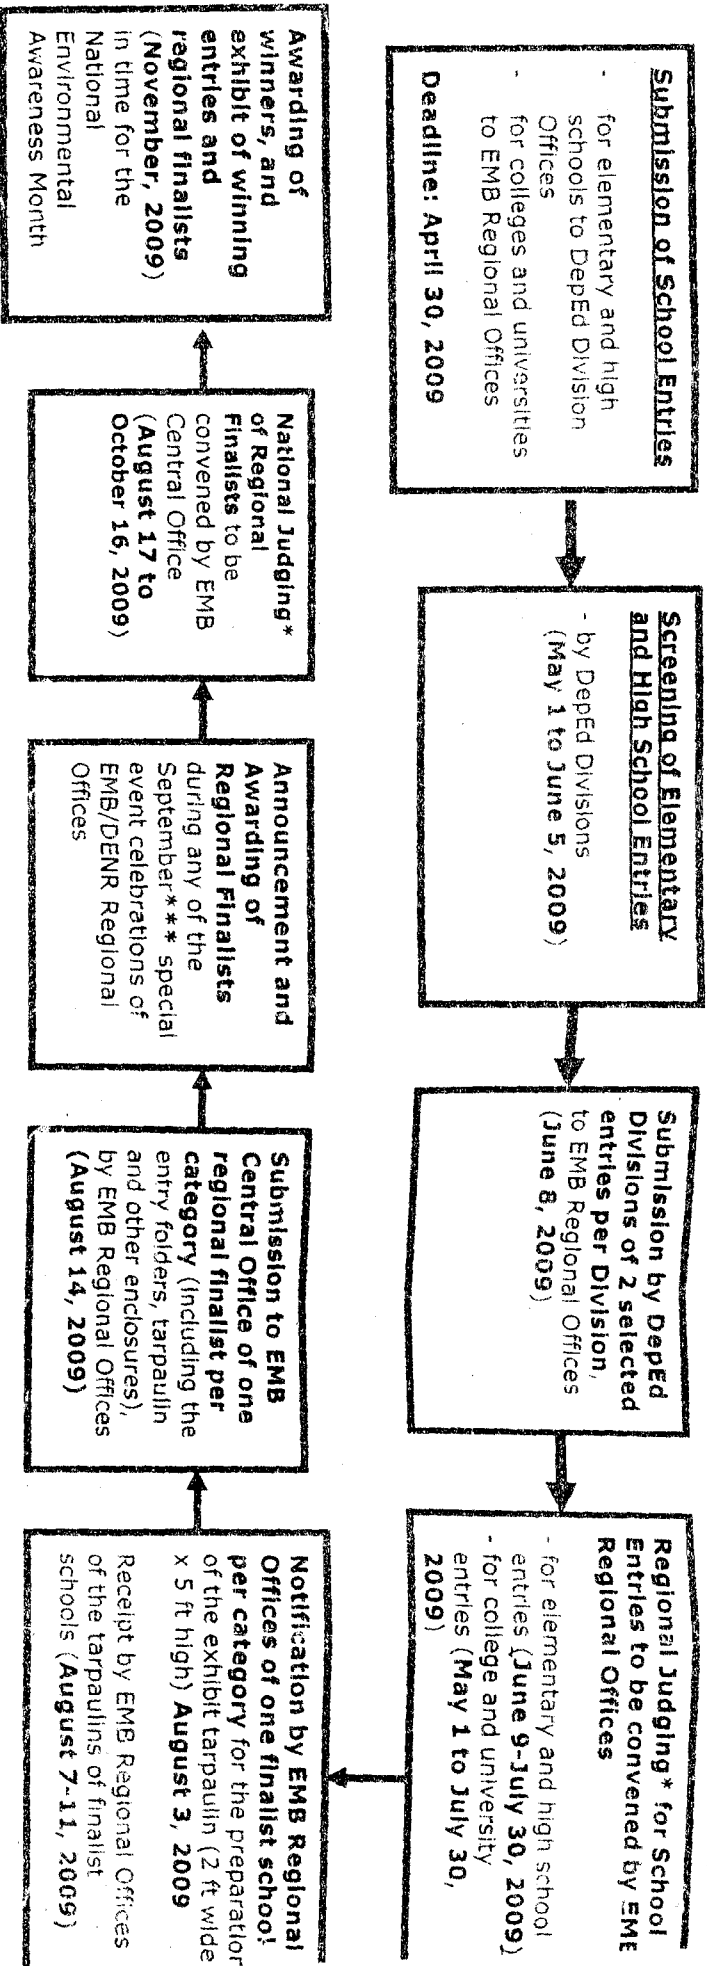 Submission of School Entries
- for elementary and high
schools to DepEd Division
Offices
- for colleges and universities
to EMB Regional Offices
Deadline: April 30, 2009
Screening of Elementary
and High School Entries
- by DepEd Divisions
(May 1 to June 5, 2009)
Submission by DepEd
Divisions of 2 selected
entries per Division,
to EMB Regional Offices
(June 8, 2009)
Regional Judging* for School
Entries to be convened by EMB
Regional Offices
- for elementary and high school
entries (June 9-July 30, 2009)
- for college and university
entries (May 1 to July 30,
2009)
Notification by EMB Regional
Offices of one finalist school
per category for the preparation
of the exhibit tarpaulin (2 ft wide
x 5 ft high) August 3, 2009
Receipt by EMB Regional Offices
of the tarpaulins of finalist
schools (August 7-11, 2009)
Submission to EMB
Central Office of one
regional finalist per
category (including the
entry folders, tarpaulin
and other enclosures),
by EMB Regional Offices
(August 14, 2009)
Announcement and
Awarding of
Regional Finalists
during any of the
September*** special
event celebrations of
EMB/DENR Regional
Offices
National Judging*
of Regional
Finalists to be
convened by EMB
Central Office
(August 17 to
October 16, 2009)
Awarding of
winners, and
exhibit of winning
entries and
regional finalists
(November, 2009)
in time for the
National
Environmental
Awareness Month